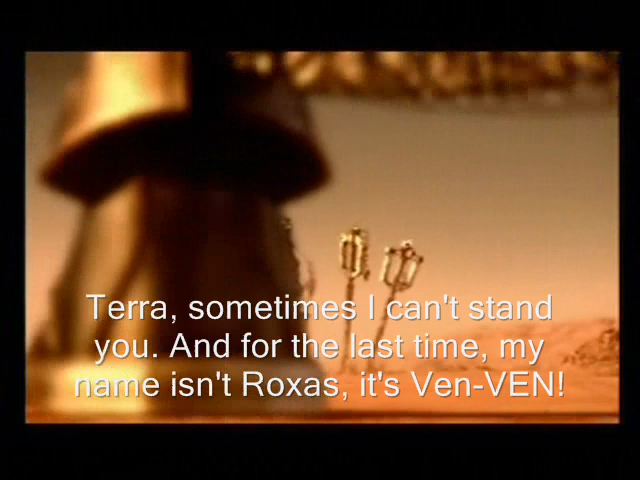 Terra, sometimes I can't stand
you. And for the last time, my
name isn't Roxas, it's Ven-VEN!